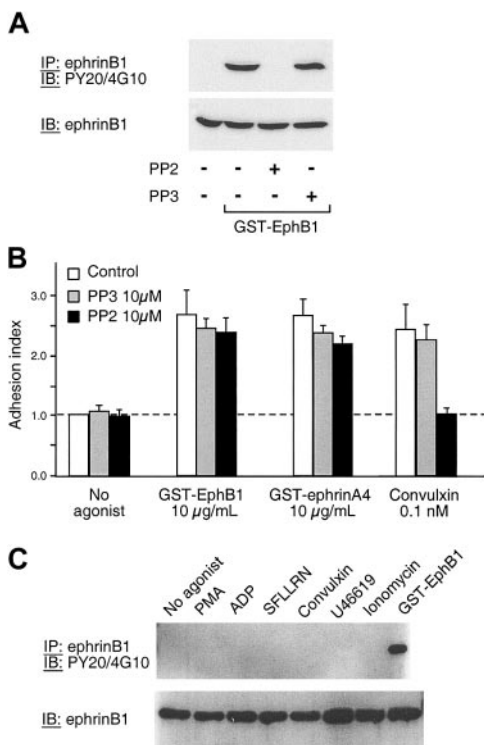 A
IP: ephrinB1
IB: PY20/4G10
IB: ephrinB1
PP2 - - + -
PP3 - - - +
GST-EphB1
B
Control
PP3 10µM
PP2 10µM
Adhesion index
3.0
2.0
1.0
0.0
No agonist
GST-EphB1 10 µg/mL
GST-ephrinA4 10 µg/mL
Convulxin 0.1 nM
C
No agonist
PMA
ADP
SFLLRN
Convulxin
U46619
Ionomycin
GST-EphB1
IP: ephrinB1
IB: PY20/4G10
IB: ephrinB1